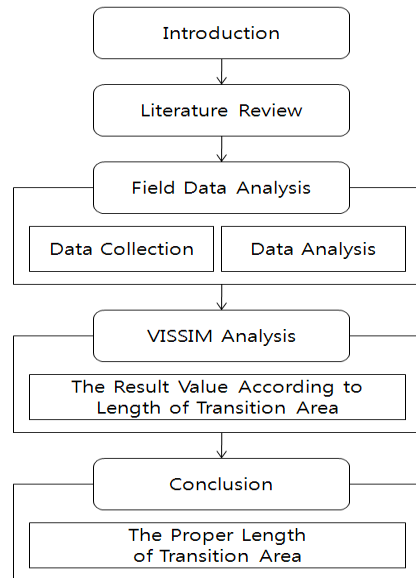 Introduction
Literature Review
Field Data Analysis
Data Collection
Data Analysis
VISSIM Analysis
The Result Value According to
Length of Transition Area
Conclusion
The Proper Length
of Transition Area